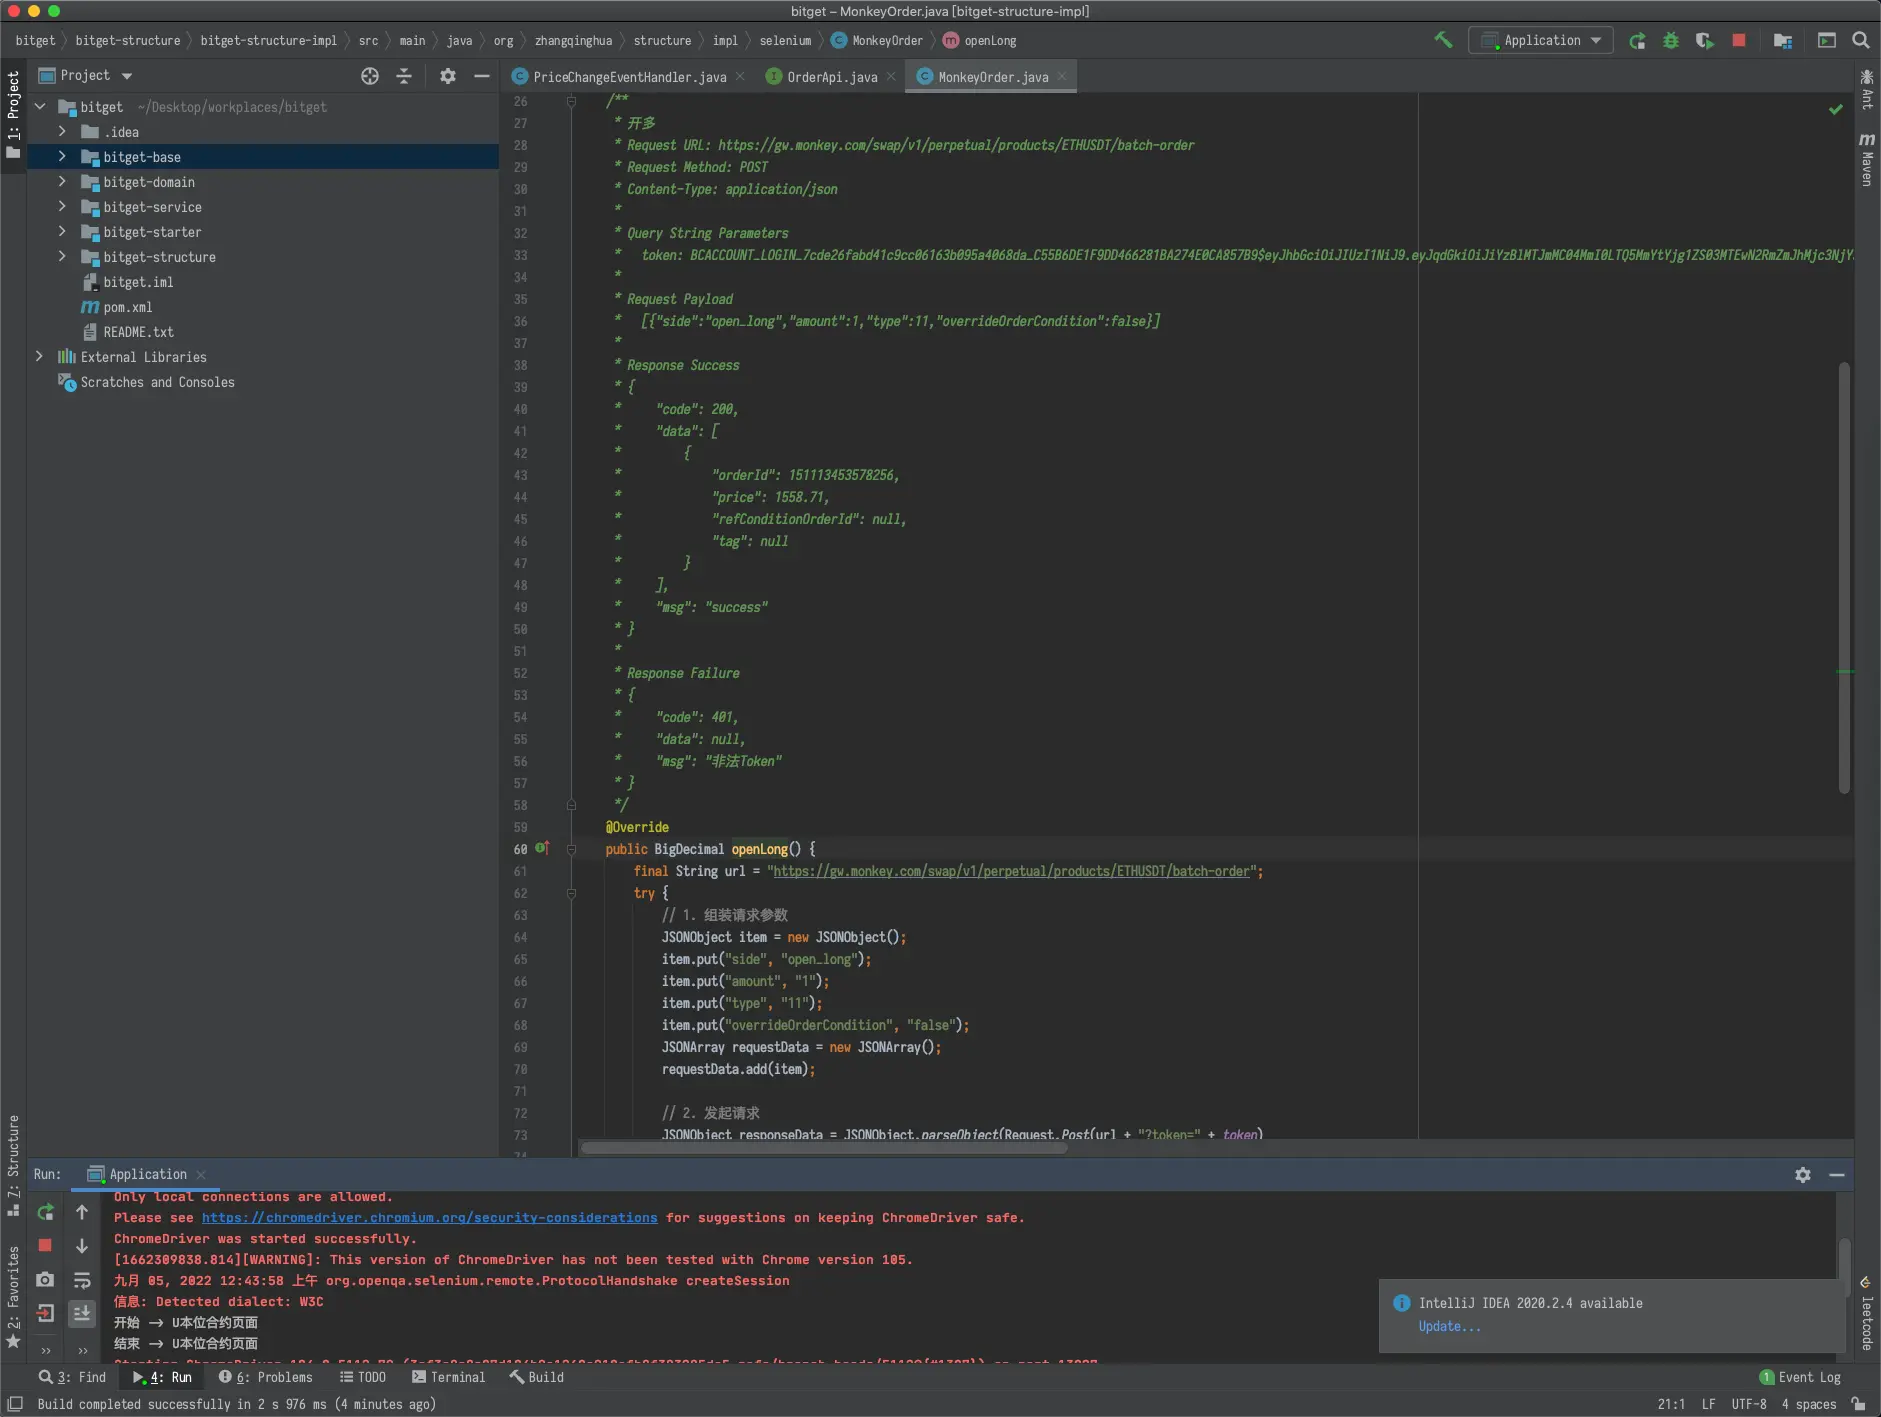 bitget – MonkeyOrder.java [bitget-structure-impl]
bitget bitget-structure bitget-structure-impl src main java org zhangqinghua structure impl selenium MonkeyOrder openLong
Application
Project
PriceChangeEventHandler.java
OrderApi.java
MonkeyOrder.java
1: Project
bitget ~/Desktop/workplaces/bitget
.idea
bitget-base
bitget-domain
bitget-service
bitget-starter
bitget-structure
bitget.iml
pom.xml
README.txt
External Libraries
Scratches and Consoles
7: Structure
2: Favorites
26 /**
27 * 开多
28 * Request URL: https://gw.monkey.com/swap/v1/perpetual/products/ETHUSDT/batch-order
29 * Request Method: POST
30 * Content-Type: application/json
31 *
32 * Query String Parameters
33 * token: BCACCOUNT_LOGIN_7cde26fabd41c9cc06163b095a4068da_C55B6DE1F9DD466281BA274E0CA857B9$eyJhbGciOiJIUzI1NiJ9.eyJqdGkiOiJiYzBlMTJmMC04MmI0LTQ5MmYtYjg1ZS03MTEwN2RmZmJhMjc3NjY
34 *
35 * Request Payload
36 * [{"side":"open_long","amount":1,"type":11,"overrideOrderCondition":false}]
37 *
38 * Response Success
39 * {
40 * "code": 200,
41 * "data": [
42 * {
43 * "orderId": 151113453578256,
44 * "price": 1558.71,
45 * "refConditionOrderId": null,
46 * "tag": null
47 * }
48 * ],
49 * "msg": "success"
50 * }
51 *
52 * Response Failure
53 * {
54 * "code": 401,
55 * "data": null,
56 * "msg": "非法Token"
57 * }
58 */
59 @Override
60 public BigDecimal openLong() {
61 final String url = "https://gw.monkey.com/swap/v1/perpetual/products/ETHUSDT/batch-order";
62 try {
63 // 1. 组装请求参数
64 JSONObject item = new JSONObject();
65 item.put("side", "open_long");
66 item.put("amount", "1");
67 item.put("type", "11");
68 item.put("overrideOrderCondition", "false");
69 JSONArray requestData = new JSONArray();
70 requestData.add(item);
71
72 // 2. 发起请求
73 JSONObject responseData = JSONObject.parseObject(Request.Post(url + "?token=" + token)
74
Ant
Maven
leetcode
Run: Application
Only local connections are allowed.
Please see https://chromedriver.chromium.org/security-considerations for suggestions on keeping ChromeDriver safe.
ChromeDriver was started successfully.
[1662309838.814][WARNING]: This version of ChromeDriver has not been tested with Chrome version 105.
九月 05, 2022 12:43:58 上午 org.openqa.selenium.remote.ProtocolHandshake createSession
信息: Detected dialect: W3C
开始 → U本位合约页面
结束 → U本位合约页面
IntelliJ IDEA 2020.2.4 available
Update...
3: Find
4: Run
6: Problems
TODO
Terminal
Build
1 Event Log
Build completed successfully in 2 s 976 ms (4 minutes ago)
21:1 LF UTF-8 4 spaces